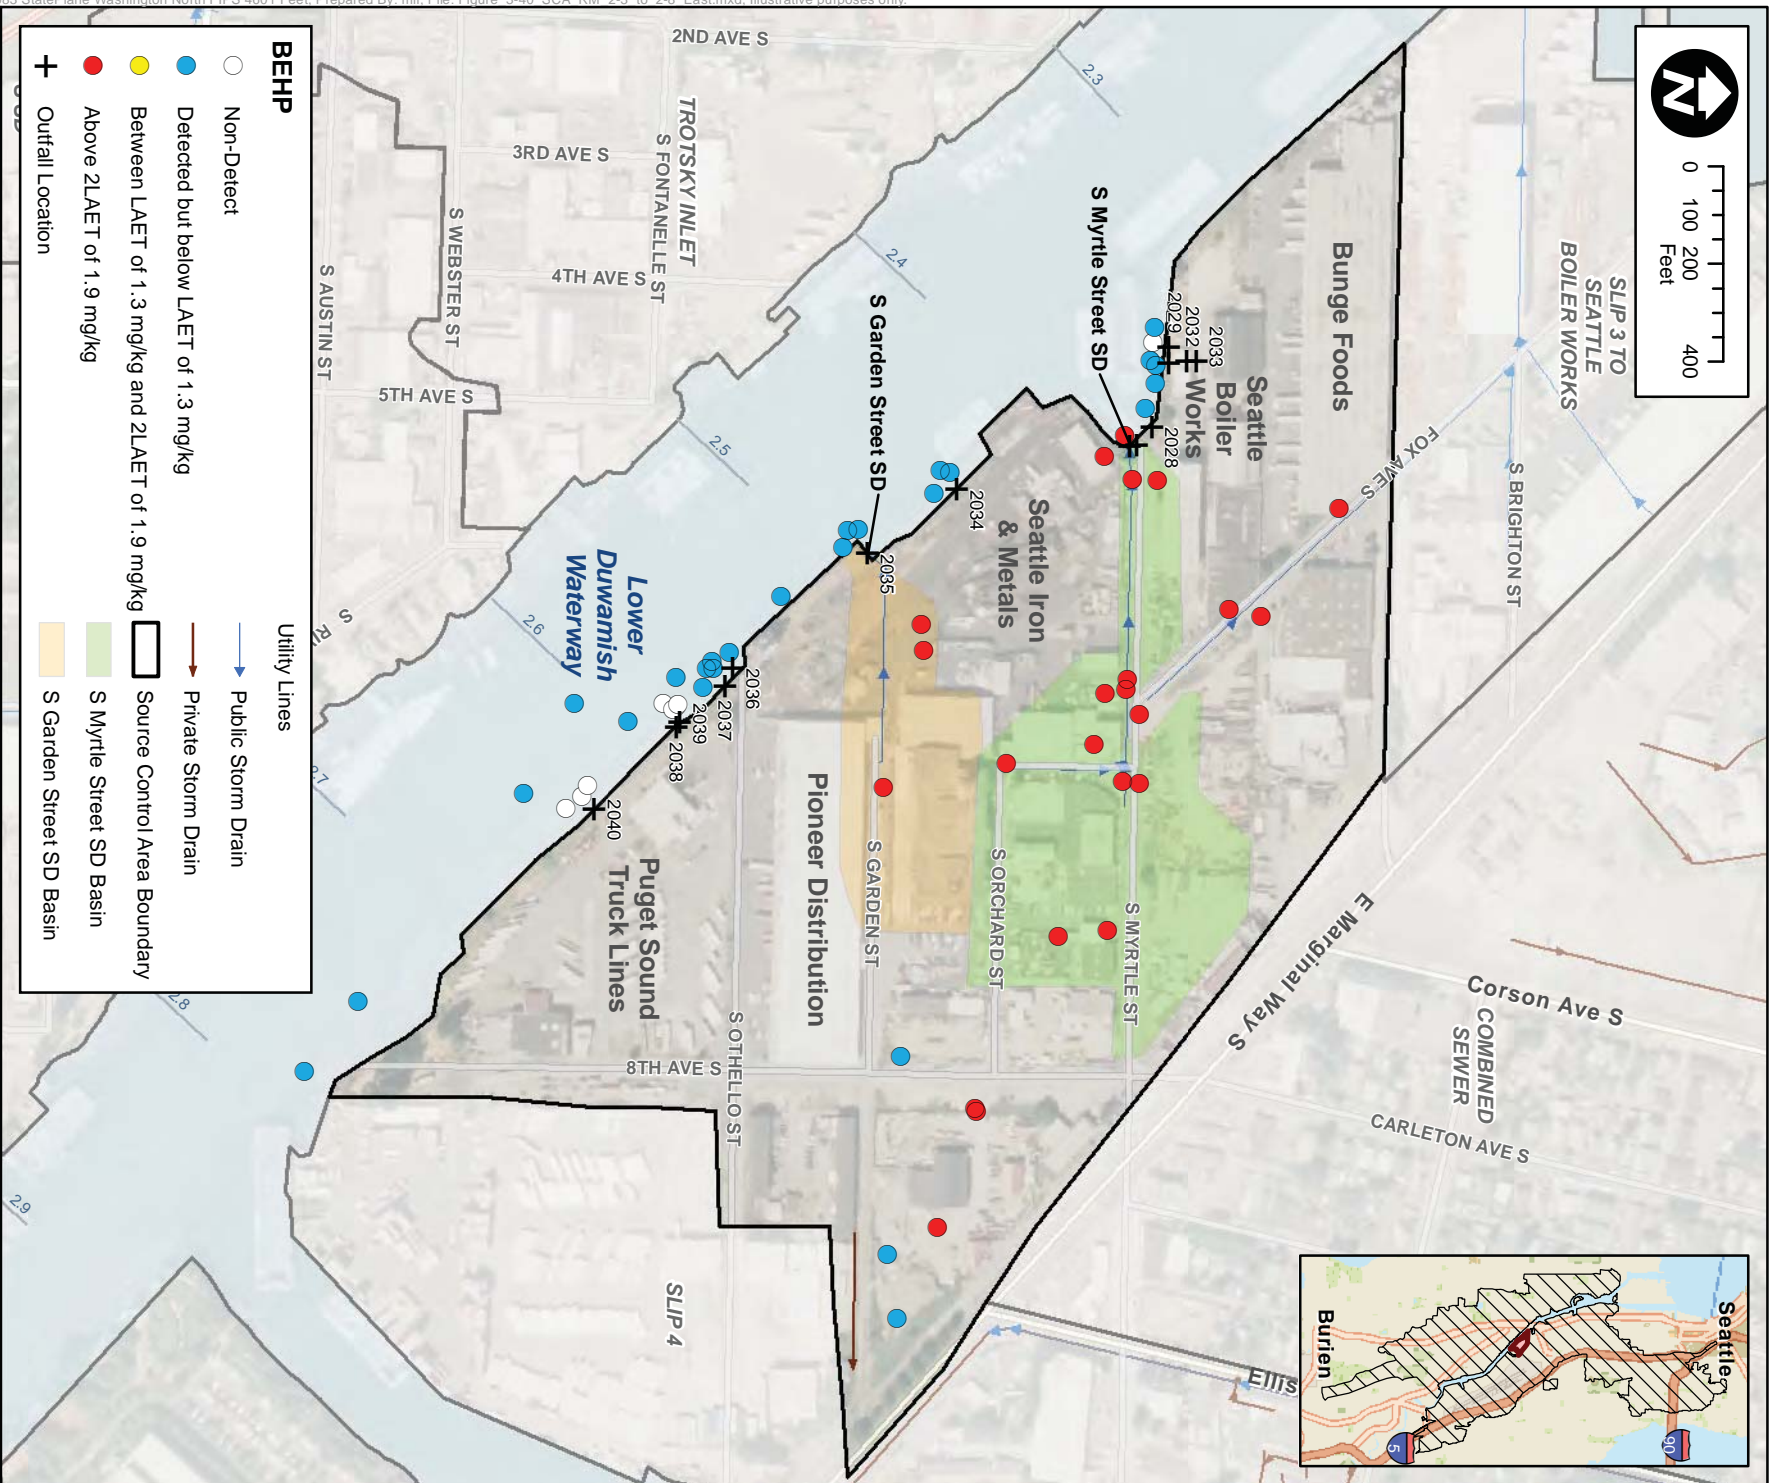 2ND AVE S
3RD AVE S
TROTSKY INLET
S FONTANELLE ST
4TH AVE S
S WEBSTER ST
S AUSTIN ST
5TH AVE S
2.3
2.4
2.5
2.6
2.7
2.8
2.9
N
0 100 200 400
Feet
SLIP 3 TO
SEATTLE
BOILER WORKS
Bunge Foods
Seattle
Boiler
Works
S Myrtle Street SD
S Garden Street SD
2029
2032
2033
2028
2034
2035
2036
2037
2039
2038
2040
FOX AVE S
S BRIGHTON ST
Seattle Iron
& Metals
Lower
Duwamish
Waterway
Pioneer Distribution
Puget Sound
Truck Lines
S GARDEN ST
S ORCHARD ST
S MYRTLE ST
S OTHELLO ST
8TH AVE S
E Marginal Way S
Corson Ave S
COMBINED
SEWER
CARLETON AVE S
Ellis
SLIP 4
Seattle
Burien
90
5
BEHP
Non-Detect
Detected but below LAET of 1.3 mg/kg
Between LAET of 1.3 mg/kg and 2LAET of 1.9 mg/kg
Above 2LAET of 1.9 mg/kg
Outfall Location
Utility Lines
Public Storm Drain
Private Storm Drain
Source Control Area Boundary
S Myrtle Street SD Basin
S Garden Street SD Basin